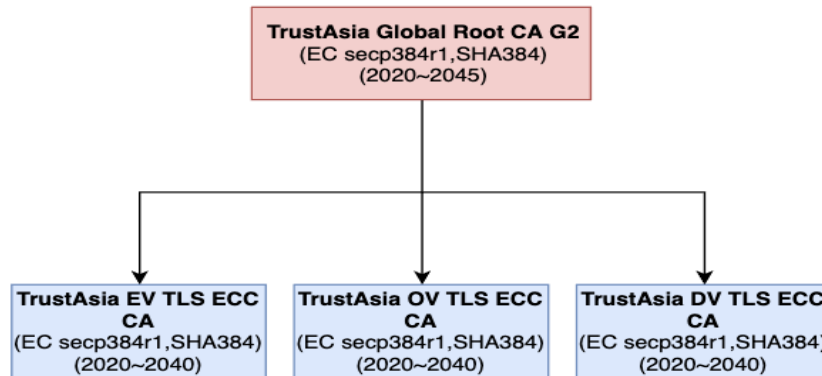 TrustAsia Global Root CA G2
(EC secp384r1,SHA384)
(2020~2045)
TrustAsia EV TLS ECC
CA
(EC secp384r1,SHA384)
(2020~2040)
TrustAsia OV TLS ECC
CA
(EC secp384r1,SHA384)
(2020~2040)
TrustAsia DV TLS ECC
CA
(EC secp384r1,SHA384)
(2020~2040)